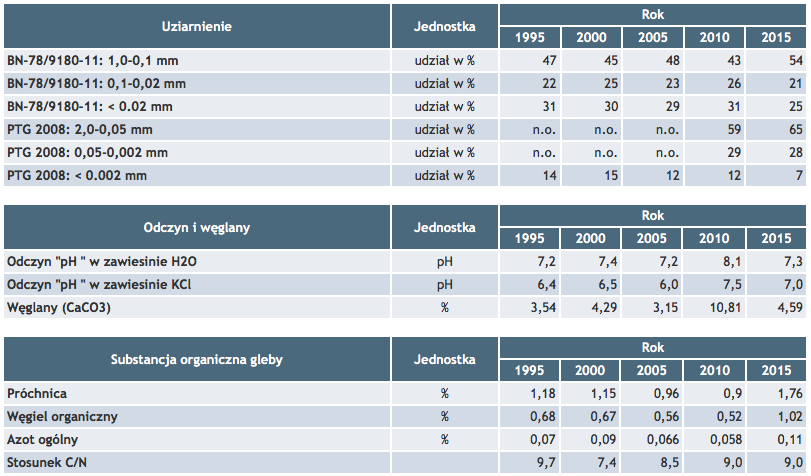 Uziarnienie Jednostka Rok
1995 2000 2005 2010 2015
BN-78/9180-11: 1,0-0,1 mm udział w % 47 45 48 43 54
BN-78/9180-11: 0,1-0,02 mm udział w % 22 25 23 26 21
BN-78/9180-11: < 0.02 mm udział w % 31 30 29 31 25
PTG 2008: 2,0-0,05 mm udział w % n.o. n.o. n.o. 59 65
PTG 2008: 0,05-0,002 mm udział w % n.o. n.o. n.o. 29 28
PTG 2008: < 0.002 mm udział w % 14 15 12 12 7
Odczyn i węglany Jednostka Rok
1995 2000 2005 2010 2015
Odczyn "pH " w zawiesinie H2O pH 7,2 7,4 7,2 8,1 7,3
Odczyn "pH " w zawiesinie KCl pH 6,4 6,5 6,0 7,5 7,0
Węglany (CaCO3) % 3,54 4,29 3,15 10,81 4,59
Substancja organiczna gleby Jednostka Rok
1995 2000 2005 2010 2015
Próchnica % 1,18 1,15 0,96 0,9 1,76
Węgiel organiczny % 0,68 0,67 0,56 0,52 1,02
Azot ogólny % 0,07 0,09 0,066 0,058 0,11
Stosunek C/N 9,7 7,4 8,5 9,0 9,0